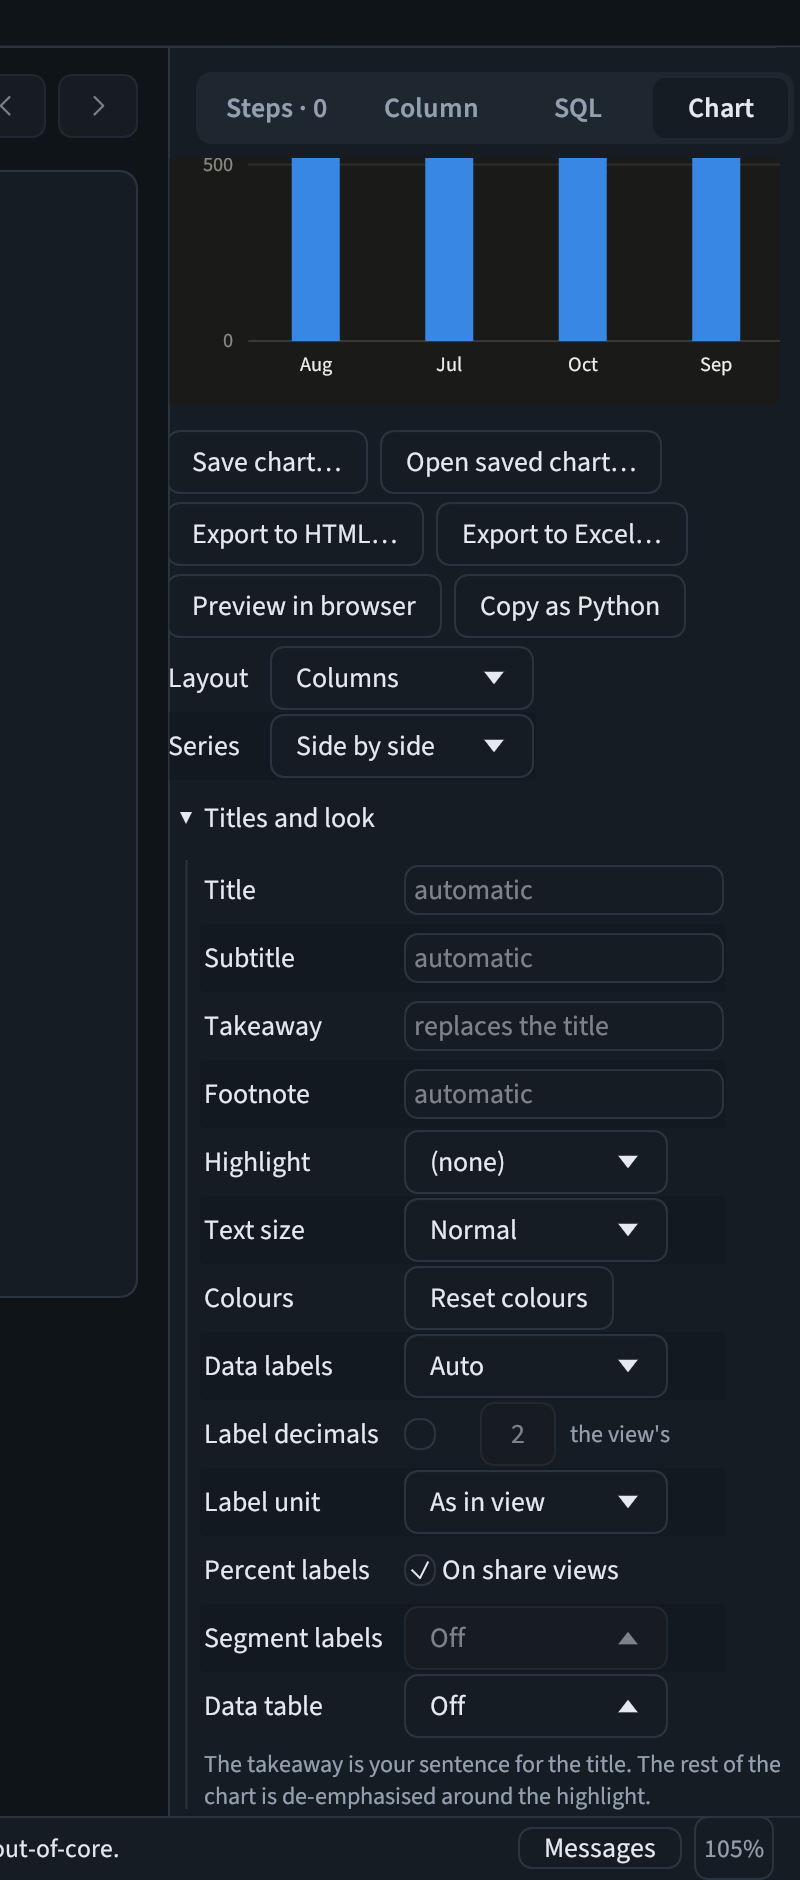 Steps · 0 Column SQL Chart
500
0
Aug Jul Oct Sep
Save chart... Open saved chart...
Export to HTML... Export to Excel...
Preview in browser Copy as Python
Layout Columns
Series Side by side
Titles and look
Title automatic
Subtitle automatic
Takeaway replaces the title
Footnote automatic
Highlight (none)
Text size Normal
Colours Reset colours
Data labels Auto
Label decimals 2 the view's
Label unit As in view
Percent labels On share views
Segment labels Off
Data table Off
The takeaway is your sentence for the title. The rest of the
chart is de-emphasised around the highlight.
out-of-core. Messages 105%